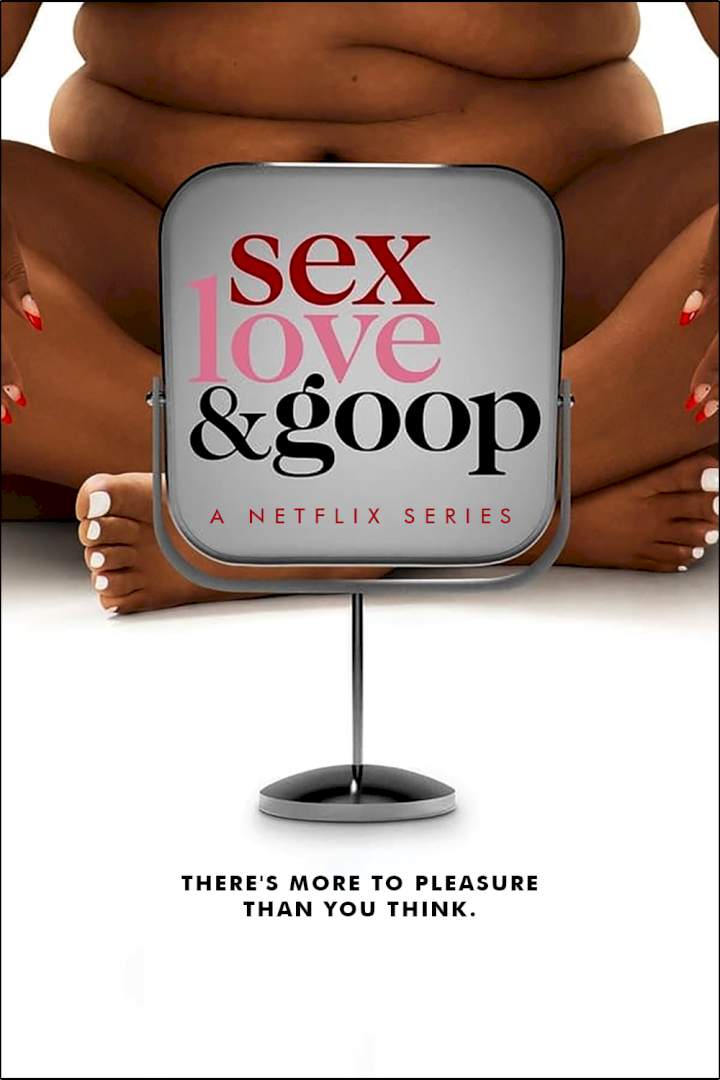 sex
love
&goop
A NETFLIX SERIES
THERE'S MORE TO PLEASURE
THAN YOU THINK.